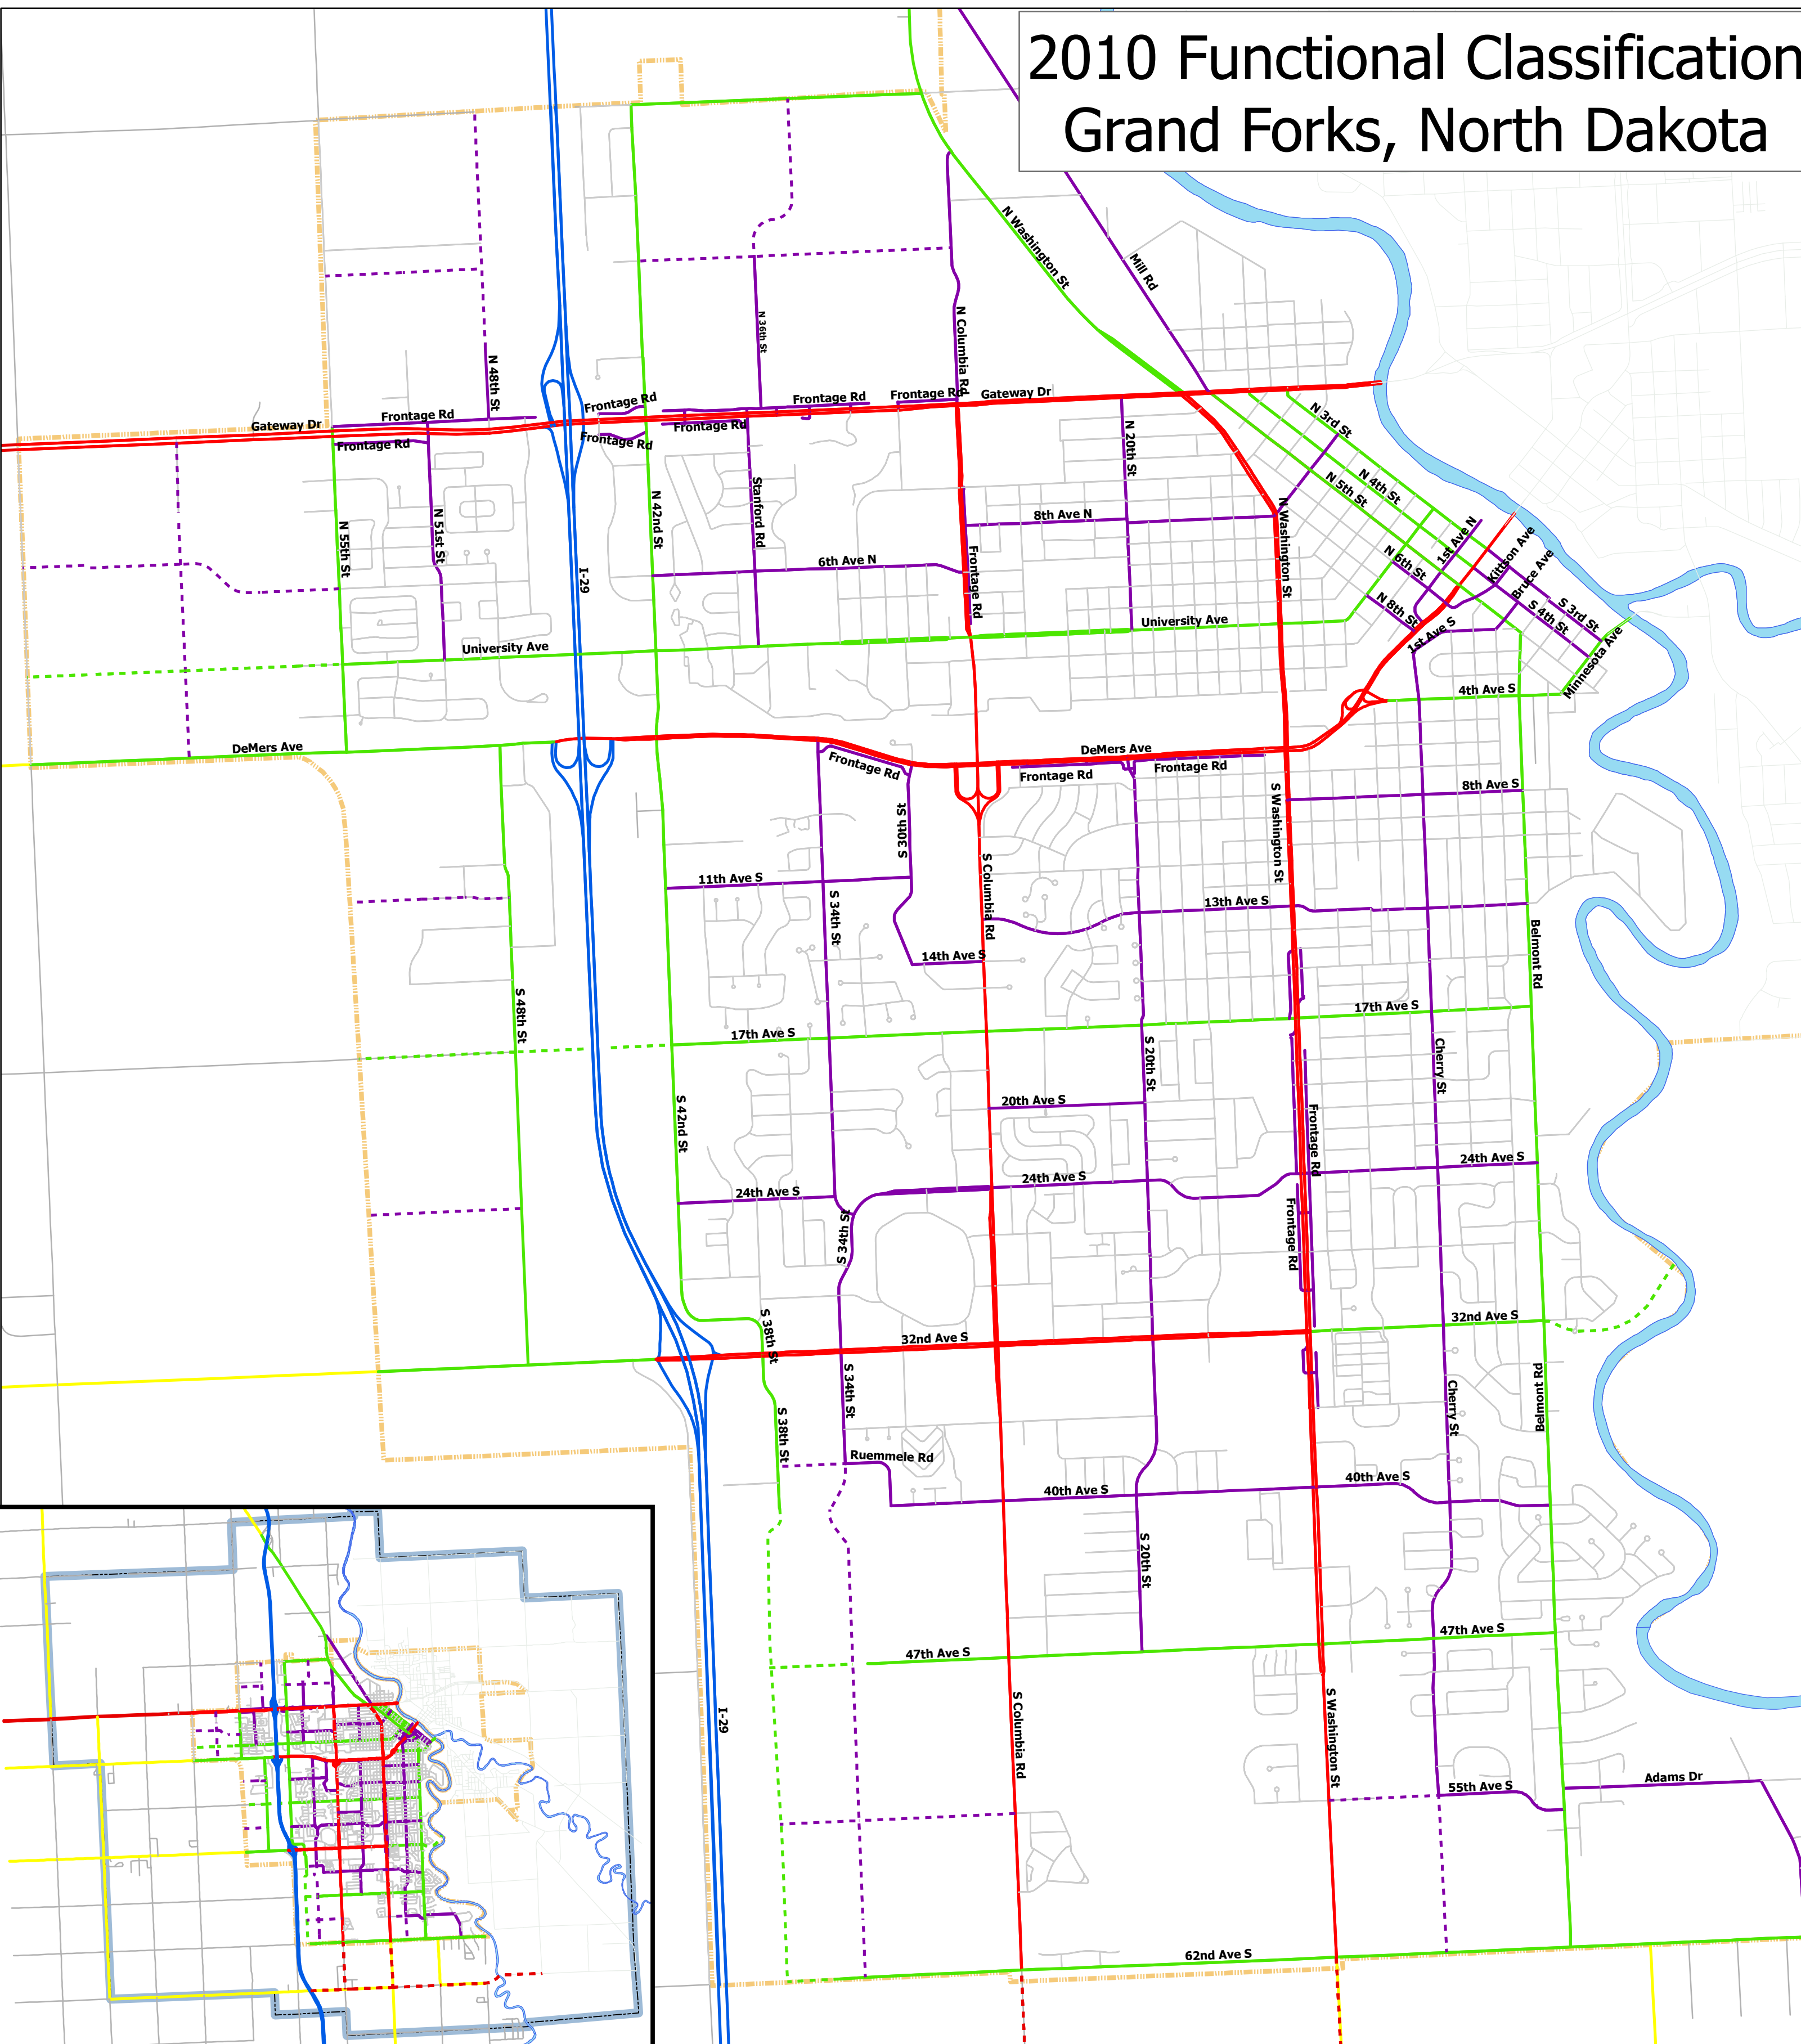 2010 Functional Classification
Grand Forks, North Dakota
N Washington St
Mill Rd
N 36th St
N Columbia Rd
N 48th St
Frontage Rd
Frontage Rd
Frontage Rd
Frontage Rd
Gateway Dr
Gateway Dr
Frontage Rd
Frontage Rd
Frontage Rd
N 3rd St
N 20th St
N 4th St
N 5th St
N 55th St
N 51st St
N 42nd St
Stanford Rd
8th Ave N
N Washington St
I-29
6th Ave N
Frontage Rd
N 6th St
1st Ave N
Kittson Ave
Bruce Ave
N 8th St
S 3rd St
S 4th St
1st Ave S
University Ave
University Ave
Minnesota Ave
4th Ave S
DeMers Ave
DeMers Ave
Frontage Rd
Frontage Rd
Frontage Rd
8th Ave S
S 30th St
S Washington St
11th Ave S
S 34th St
S Columbia Rd
13th Ave S
14th Ave S
Belmont Rd
S 48th St
17th Ave S
17th Ave S
S 20th St
Cherry St
S 42nd St
20th Ave S
Frontage Rd
24th Ave S
24th Ave S
24th Ave S
S 34th St
Frontage Rd
S 38th St
32nd Ave S
32nd Ave S
S 34th St
Cherry St
Belmont Rd
S 38th St
Ruemmele Rd
40th Ave S
40th Ave S
S 20th St
47th Ave S
47th Ave S
I-29
S Columbia Rd
S Washington St
55th Ave S
Adams Dr
62nd Ave S